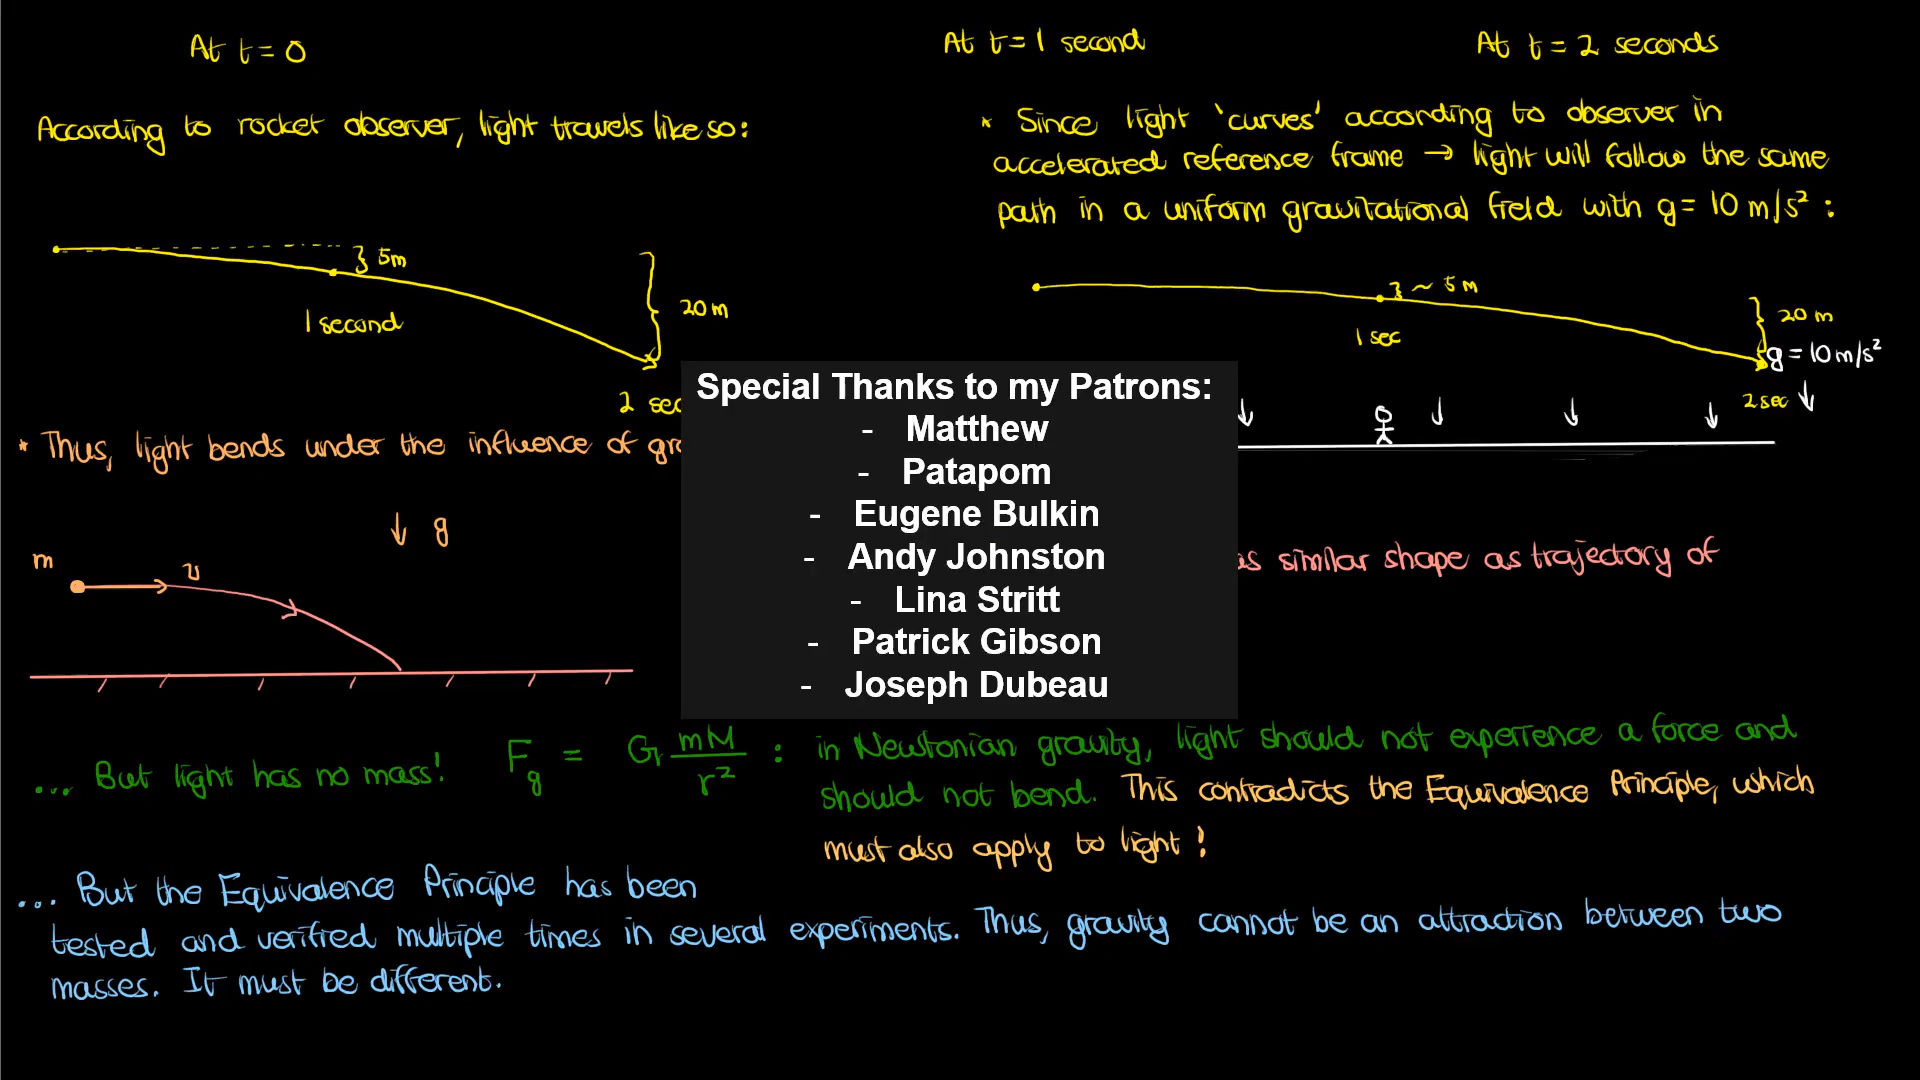 At t = 0
At t = 1 second
At t = 2 seconds
According to rocket observer, light travels like so:
* Since light 'curves' according to observer in
accelerated reference frame → light will follow the same
path in a uniform gravitational field with g = 10 m/s² :
} 5m
1 second
20 m
2 sec
} ~ 5 m
1 sec
20 m
g = 10 m/s²
2 sec
* Thus, light bends under the influence of gr
g
m
v
as similar shape as trajectory of
Special Thanks to my Patrons:
- Matthew
- Patapom
- Eugene Bulkin
- Andy Johnston
- Lina Stritt
- Patrick Gibson
- Joseph Dubeau
... But light has no mass! Fg = G mM/r² : in Newtonian gravity, light should not experience a force and
should not bend. This contradicts the Equivalence Principle, which
must also apply to light!
... But the Equivalence Principle has been
tested and verified multiple times in several experiments. Thus, gravity cannot be an attraction between two
masses. It must be different.